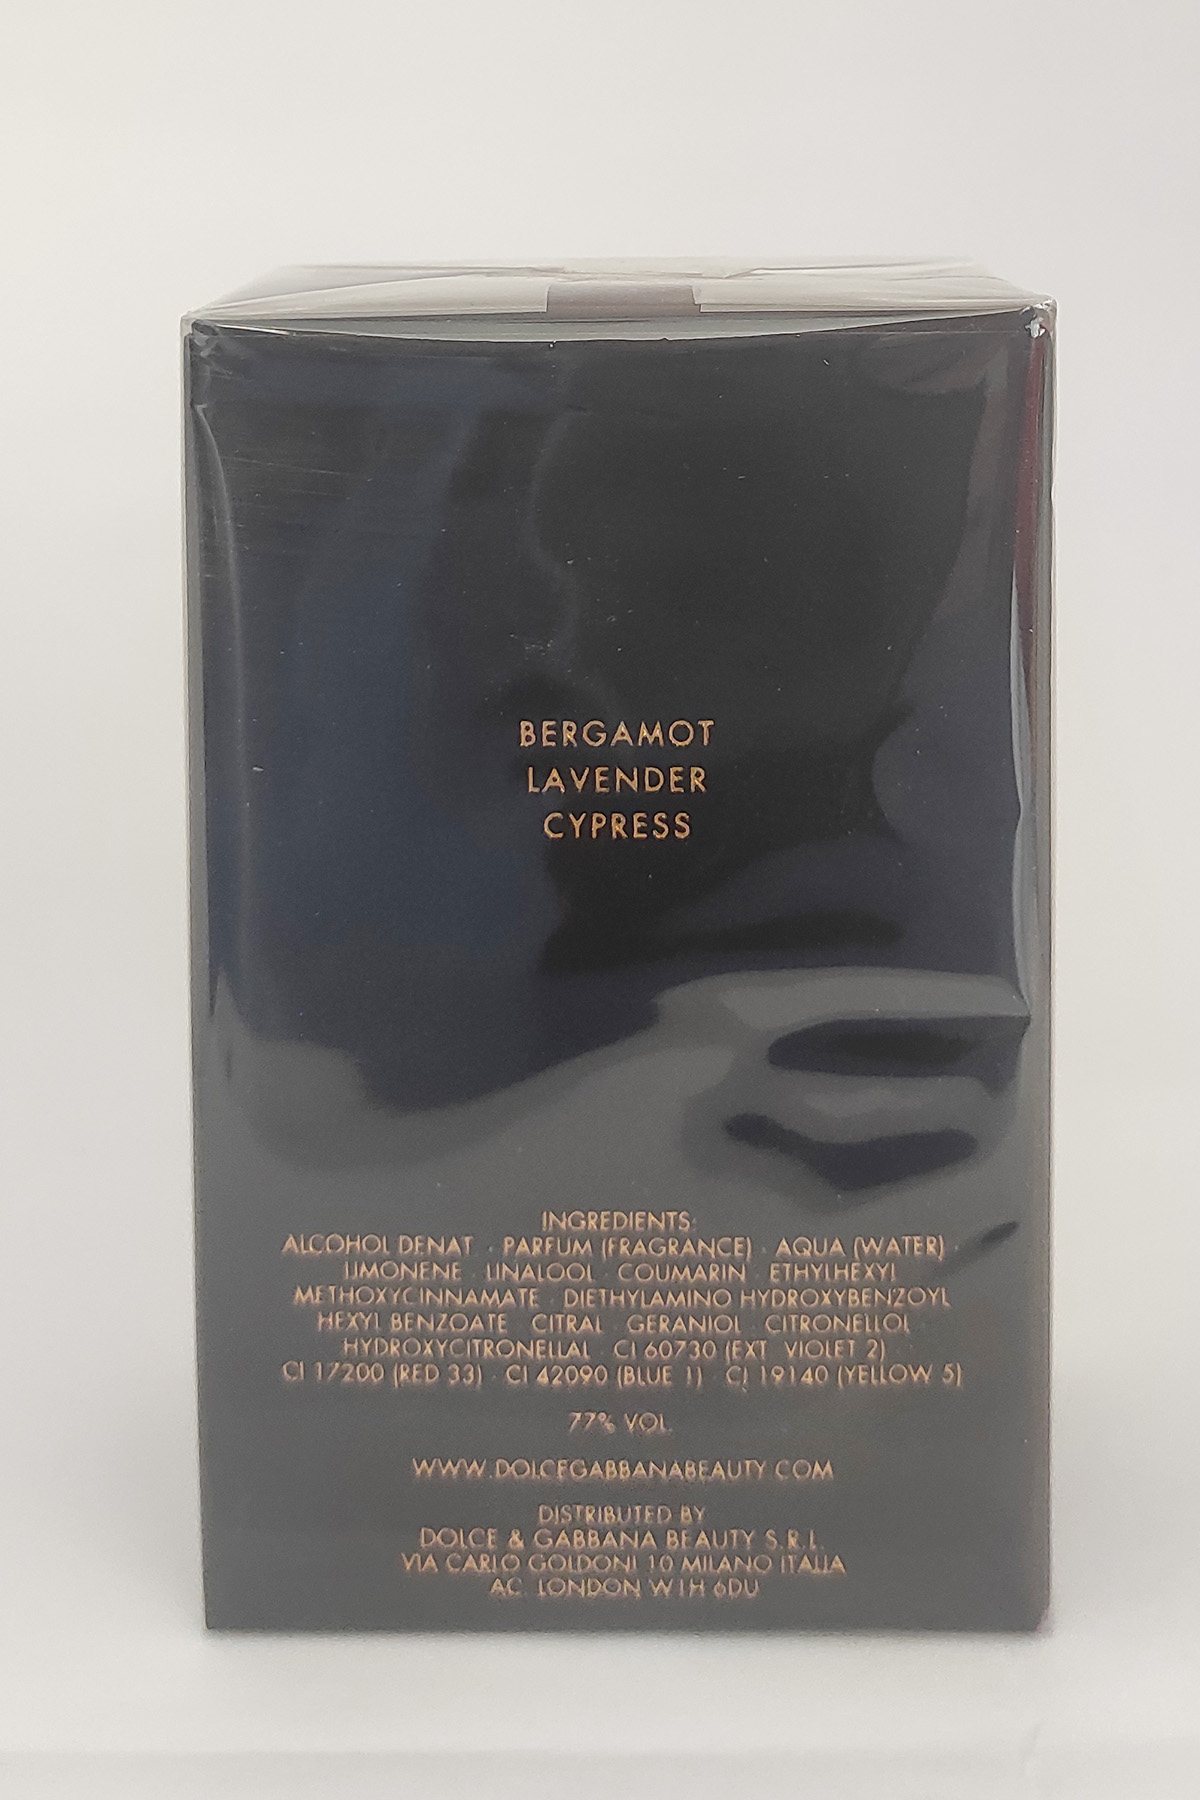 BERGAMOT
LAVENDER
CYPRESS
INGREDIENTS:
ALCOHOL DENAT. · PARFUM (FRAGRANCE) · AQUA (WATER) ·
LIMONENE · LINALOOL · COUMARIN · ETHYLHEXYL
METHOXYCINNAMATE · DIETHYLAMINO HYDROXYBENZOYL
HEXYL BENZOATE · CITRAL · GERANIOL · CITRONELLOL ·
HYDROXYCITRONELLAL · CI 60730 (EXT. VIOLET 2) ·
CI 17200 (RED 33) · CI 42090 (BLUE 1) · CI 19140 (YELLOW 5)
77% VOL.
WWW.DOLCEGABBANABEAUTY.COM
DISTRIBUTED BY
DOLCE & GABBANA BEAUTY S.R.L.
VIA CARLO GOLDONI 10 MILANO ITALIA
AC. LONDON W1H 6DU